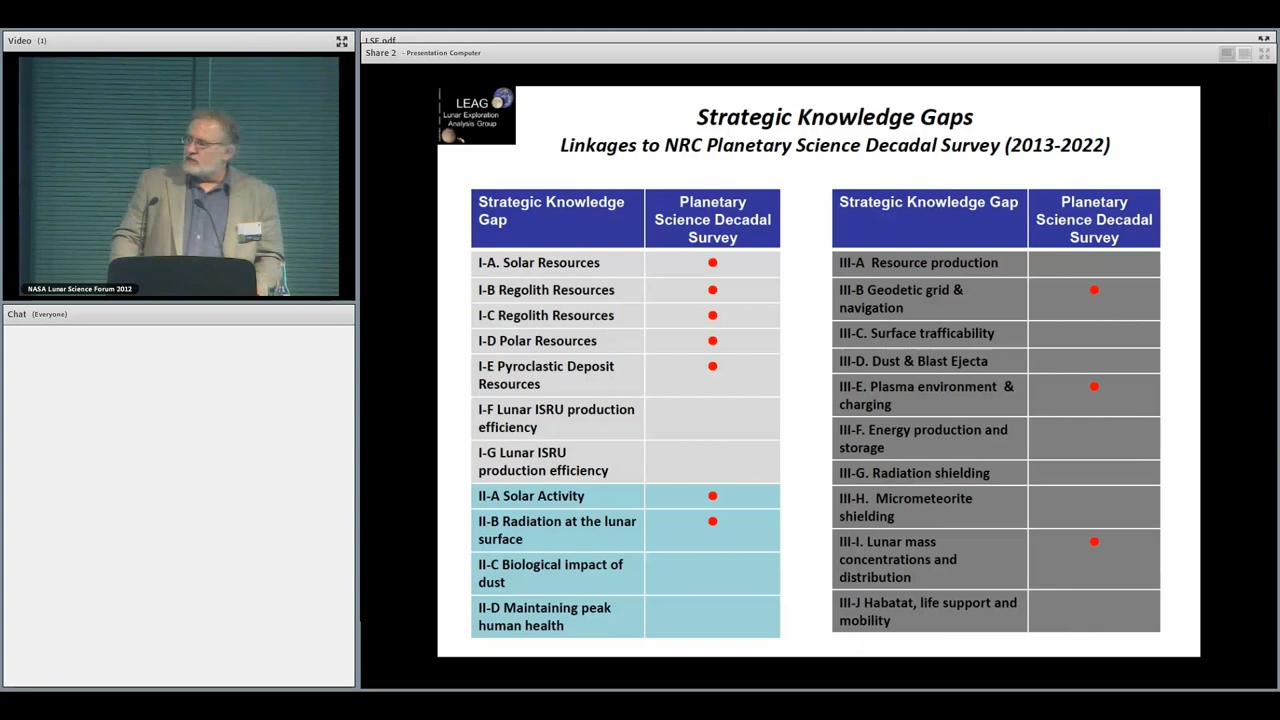 Video (1)
NASA Lunar Science Forum 2012
Chat (Everyone)
LSF.pdf
Share 2 - Presentation Computer
LEAG
Lunar Exploration
Analysis Group
Strategic Knowledge Gaps
Linkages to NRC Planetary Science Decadal Survey (2013-2022)
Strategic Knowledge
Gap
Planetary
Science Decadal
Survey
I-A. Solar Resources
I-B Regolith Resources
I-C Regolith Resources
I-D Polar Resources
I-E Pyroclastic Deposit
Resources
I-F Lunar ISRU production
efficiency
I-G Lunar ISRU
production efficiency
II-A Solar Activity
II-B Radiation at the lunar
surface
II-C Biological impact of
dust
II-D Maintaining peak
human health
Strategic Knowledge Gap
Planetary
Science Decadal
Survey
III-A Resource production
III-B Geodetic grid &
navigation
III-C. Surface trafficability
III-D. Dust & Blast Ejecta
III-E. Plasma environment &
charging
III-F. Energy production and
storage
III-G. Radiation shielding
III-H. Micrometeorite
shielding
III-I. Lunar mass
concentrations and
distribution
III-J Habatat, life support and
mobility